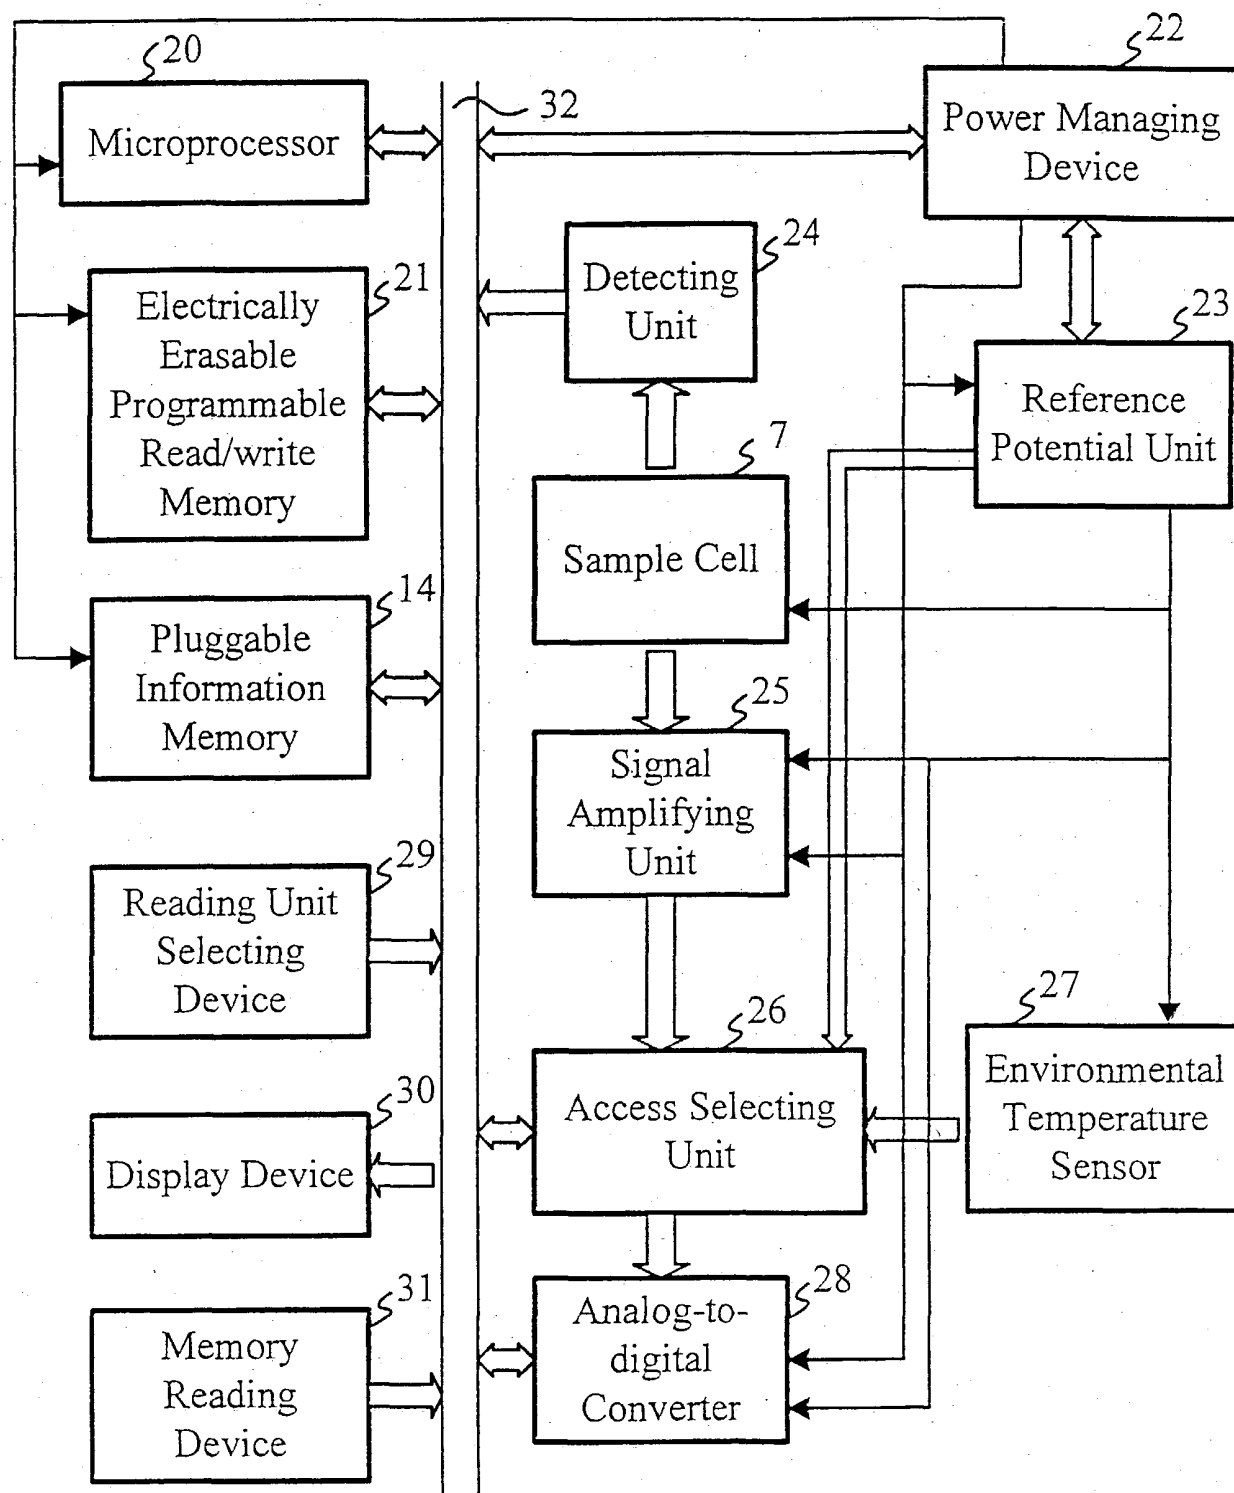 20
Microprocessor
32
22
Power Managing
Device
21
Electrically
Erasable
Programmable
Read/write
Memory
24
Detecting
Unit
23
Reference
Potential Unit
7
Sample Cell
14
Pluggable
Information
Memory
25
Signal
Amplifying
Unit
29
Reading Unit
Selecting
Device
26
Access Selecting
Unit
27
Environmental
Temperature
Sensor
30
Display Device
28
Analog-to-
digital
Converter
31
Memory
Reading
Device